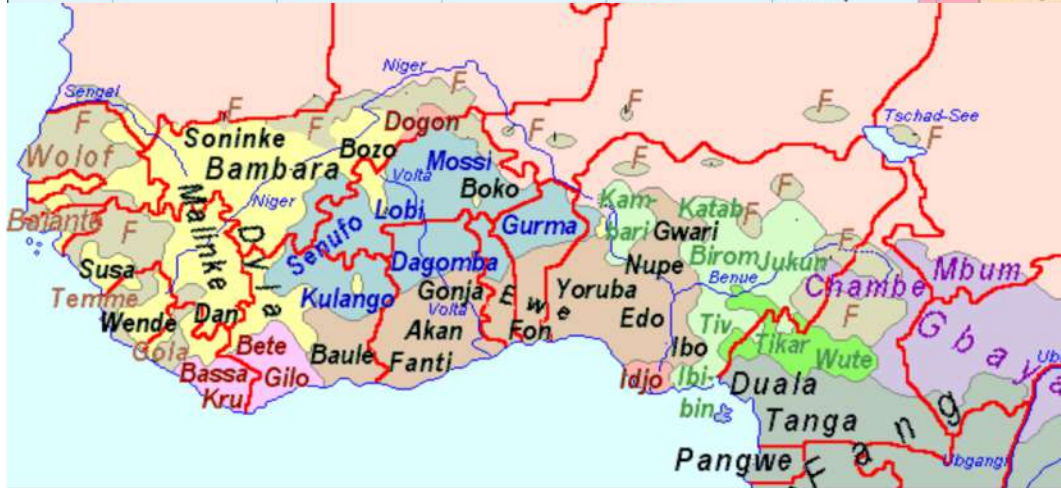 Niger
Sengal
F
F
F
F
F
F
Dogon
Tschad-See
Soninke
Bozo
Wolof
Bambara
Mossi
Volta
Boko
F
F
Niger
Lobi
Kam-
bari
Katab
F
Bajante
Malinke
Dyula
Senufo
Gurma
Gwari
F
F
Birom
Jukun
Susa
Dagomba
Nupe
Benue
Mbum
Temme
Kulango
Gonja
Ewe
Yoruba
Chambe
Wende
Dan
Volta
Edo
Tiv
F
Gbaya
Gola
Bete
Baule
Akan
Fon
Ibo
Tikar
Wute
Bassa
Gilo
Fanti
Idjo
Ibi-
bin
Duala
Kru
Tanga
Fang
Pangwe
Ubgangi